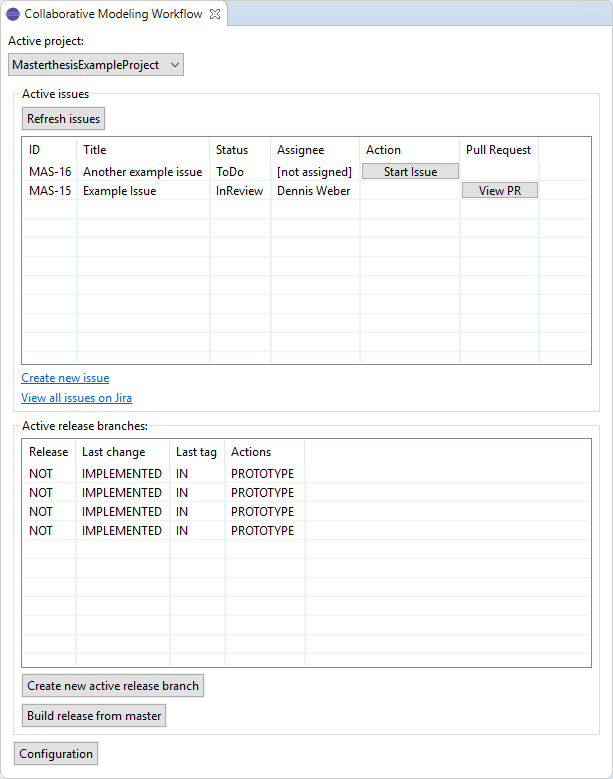 Collaborative Modeling Workflow
Active project:
MasterthesisExampleProject
Active issues
Refresh issues
ID Title Status Assignee Action Pull Request
MAS-16 Another example issue ToDo [not assigned] Start Issue
MAS-15 Example Issue InReview Dennis Weber View PR
Create new issue
View all issues on Jira
Active release branches:
Release Last change Last tag Actions
NOT IMPLEMENTED IN PROTOTYPE
NOT IMPLEMENTED IN PROTOTYPE
NOT IMPLEMENTED IN PROTOTYPE
NOT IMPLEMENTED IN PROTOTYPE
Create new active release branch
Build release from master
Configuration